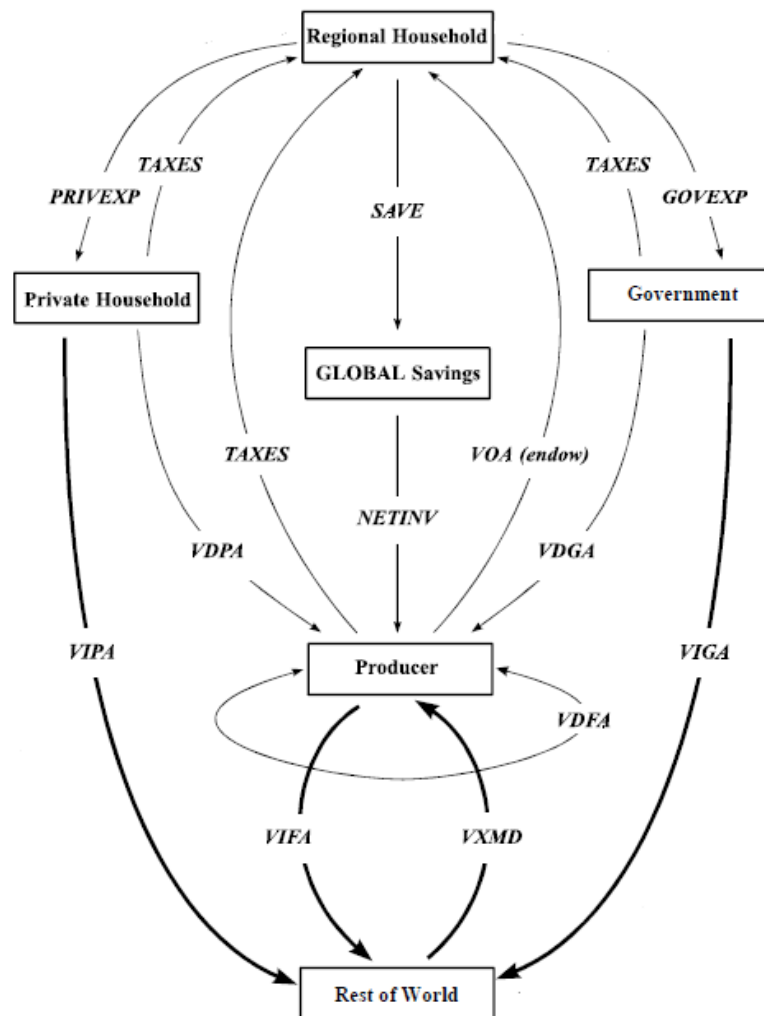 Regional Household
TAXES
TAXES
PRIVEXP
GOVEXP
SAVE
Private Household
Government
GLOBAL Savings
TAXES
VOA (endow)
NETINV
VDPA
VDGA
VIPA
VIGA
Producer
VDFA
VIFA
VXMD
Rest of World